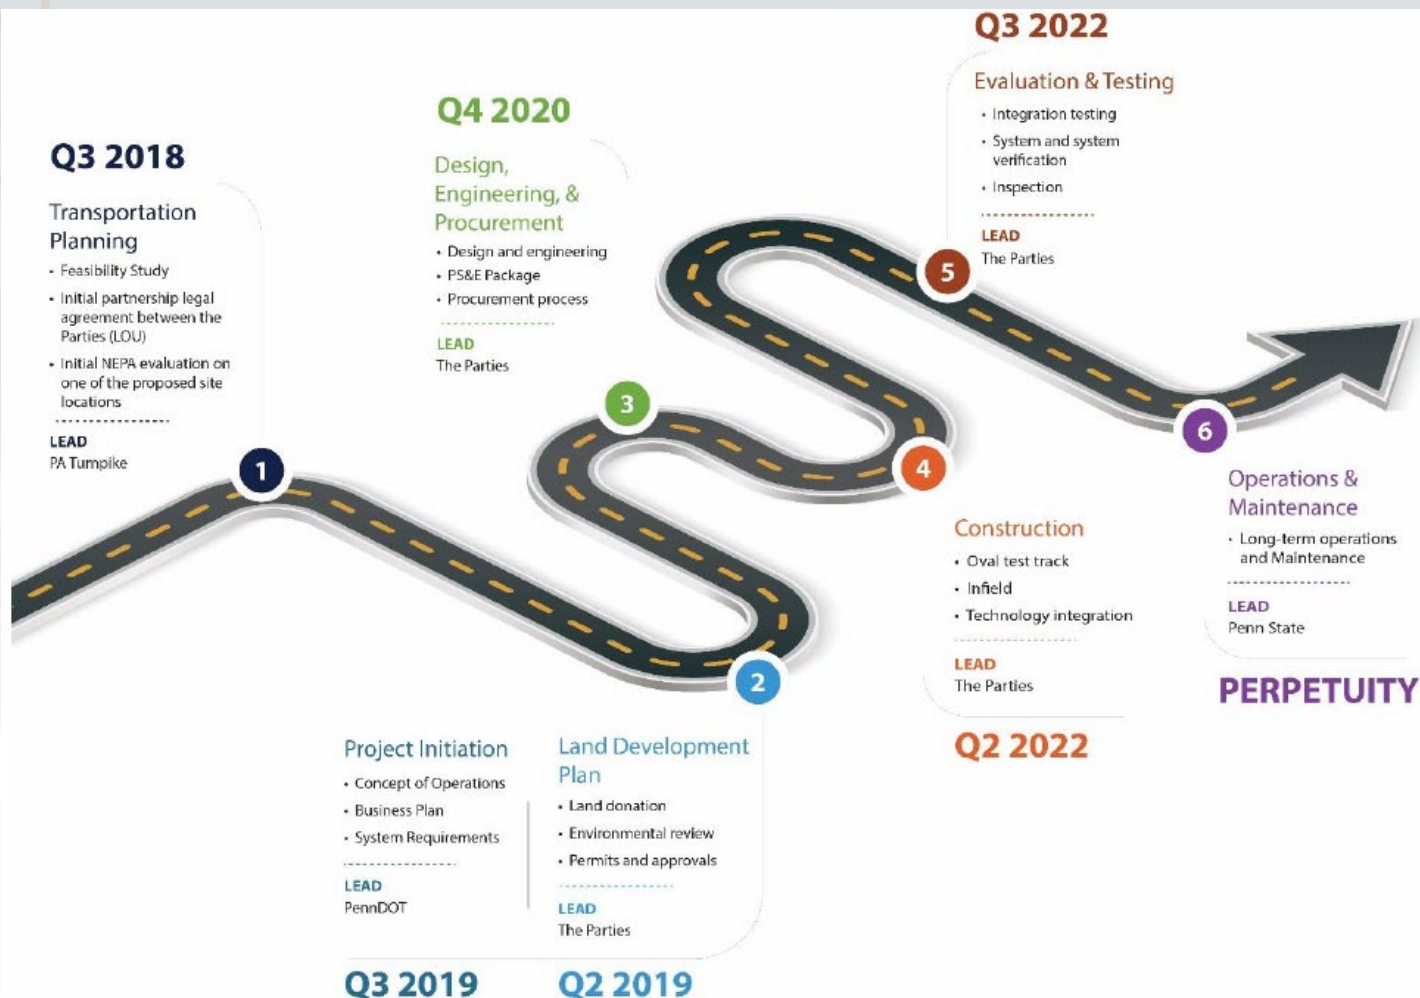 Q3 2018
Transportation
Planning
• Feasibility Study
• Initial partnership legal
agreement between the
Parties (LOU)
• Initial NEPA evaluation on
one of the proposed site
locations
LEAD
PA Turnpike
1
Project Initiation
• Concept of Operations
• Business Plan
• System Requirements
LEAD
PennDOT
Q3 2019
2
Land Development
Plan
• Land donation
• Environmental review
• Permits and approvals
LEAD
The Parties
Q2 2019
Q4 2020
Design,
Engineering, &
Procurement
• Design and engineering
• PS&E Package
• Procurement process
LEAD
The Parties
3
4
Construction
• Oval test track
• Infield
• Technology integration
LEAD
The Parties
Q2 2022
Q3 2022
Evaluation & Testing
• Integration testing
• System and system
verification
• Inspection
LEAD
The Parties
5
6
Operations &
Maintenance
• Long-term operations
and Maintenance
LEAD
Penn State
PERPETUITY